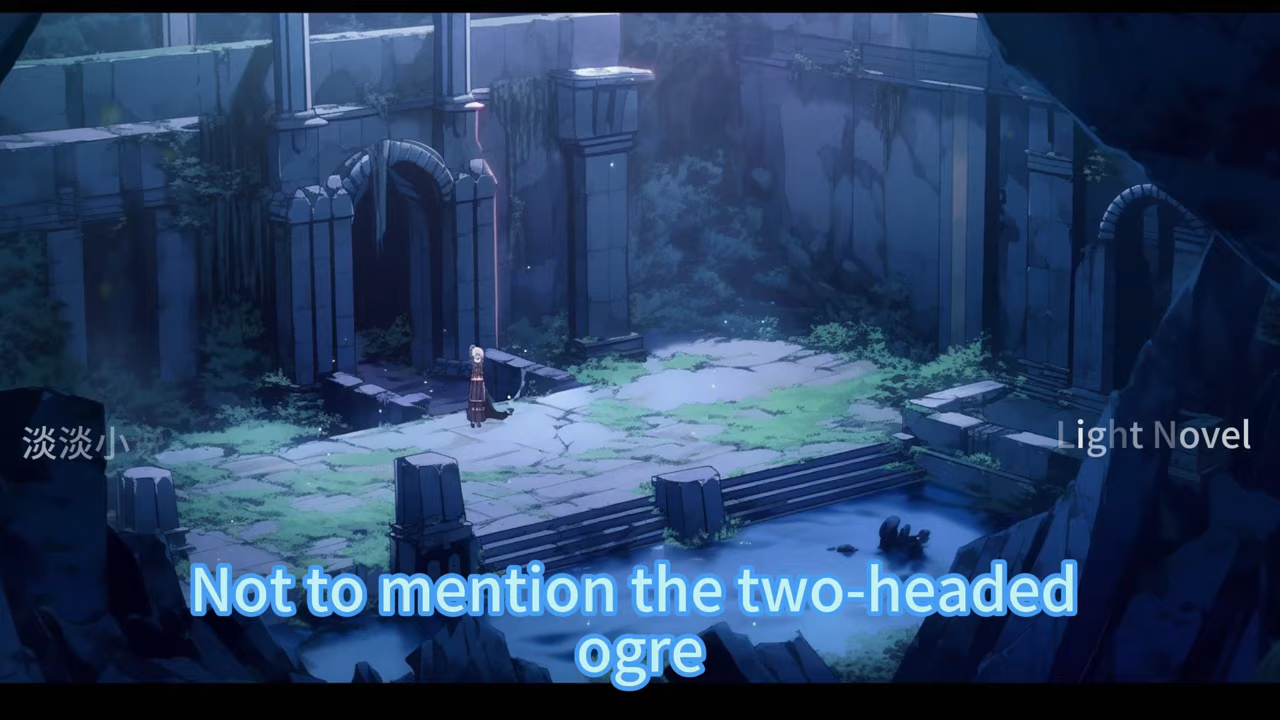 淡淡小
Light Novel
Not to mention the two-headed
ogre